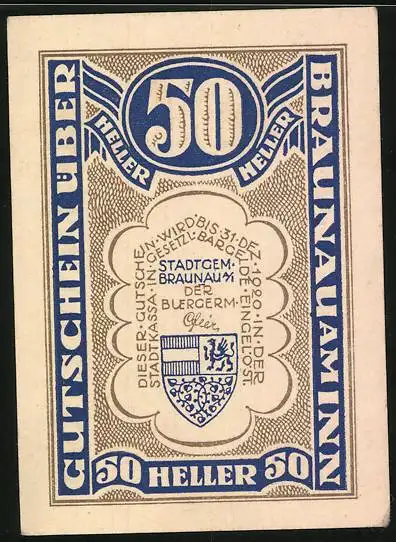 50
HELLER HELLER
GUTSCHEIN ÜBER
BRAUNAU AM INN
DIESER·GUTSCHEIN·WIRD·BIS·31·DEZ·1920·IN·DER
STADTKASSA·IN·GESETZL·BARGELDE·EINGELÖST
STADTGEM·
BRAUNAU a/I
DER
BUERGERM·
50 HELLER 50